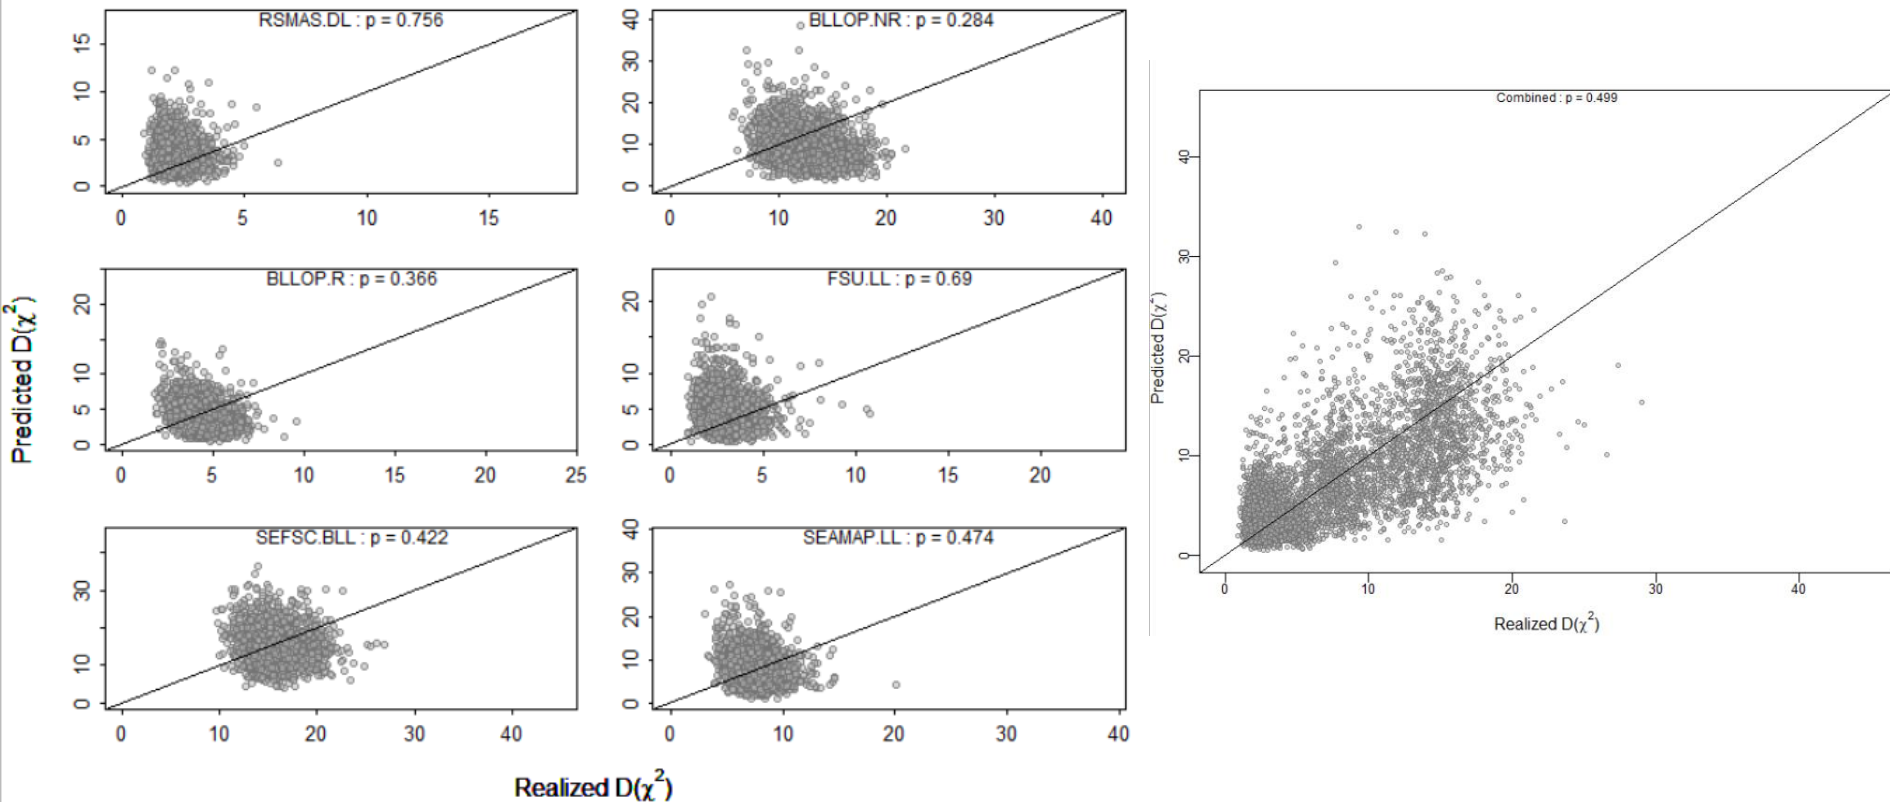 RSMAS.DL : p = 0.756
15
10
5
0
0 5 10 15
BLLOP.NR : p = 0.284
40
30
20
10
0
0 10 20 30 40
BLLOP.R : p = 0.366
20
10
5
0
0 5 10 15 20 25
FSU.LL : p = 0.69
20
10
5
0
0 5 10 15 20
SEFSC.BLL : p = 0.422
30
10
0
0 10 20 30 40
SEAMAP.LL : p = 0.474
40
30
20
10
0
0 10 20 30 40
Predicted D(χ²)
Realized D(χ²)
Combined : p = 0.499
40
30
20
10
0
0 10 20 30 40
Predicted D(χ²)
Realized D(χ²)